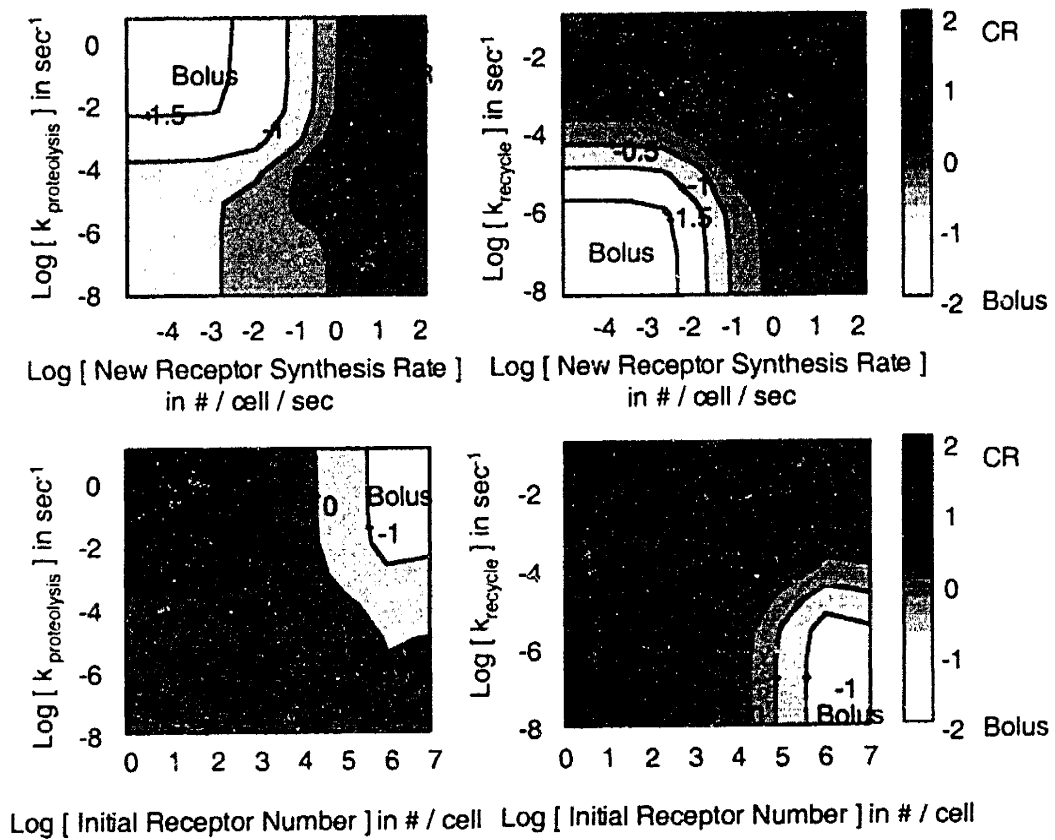 Log [ k proteolysis ] in sec⁻¹
0
-2
-4
-6
-8
Bolus
-1.5
-1
-4 -3 -2 -1 0 1 2
Log [ New Receptor Synthesis Rate ]
in # / cell / sec
Log [ k recycle ] in sec⁻¹
-2
-4
-6
-8
-0.5
-1
-1.5
Bolus
-4 -3 -2 -1 0 1 2
Log [ New Receptor Synthesis Rate ]
in # / cell / sec
2 CR
1
0
-1
-2 Bolus
Log [ k proteolysis ] in sec⁻¹
0
-2
-4
-6
-8
0
Bolus
-1
0 1 2 3 4 5 6 7
Log [ Initial Receptor Number ] in # / cell
Log [ k recycle ] in sec⁻¹
-2
-4
-6
-8
-1
Bolus
0 1 2 3 4 5 6 7
Log [ Initial Receptor Number ] in # / cell
2 CR
1
0
-1
-2 Bolus